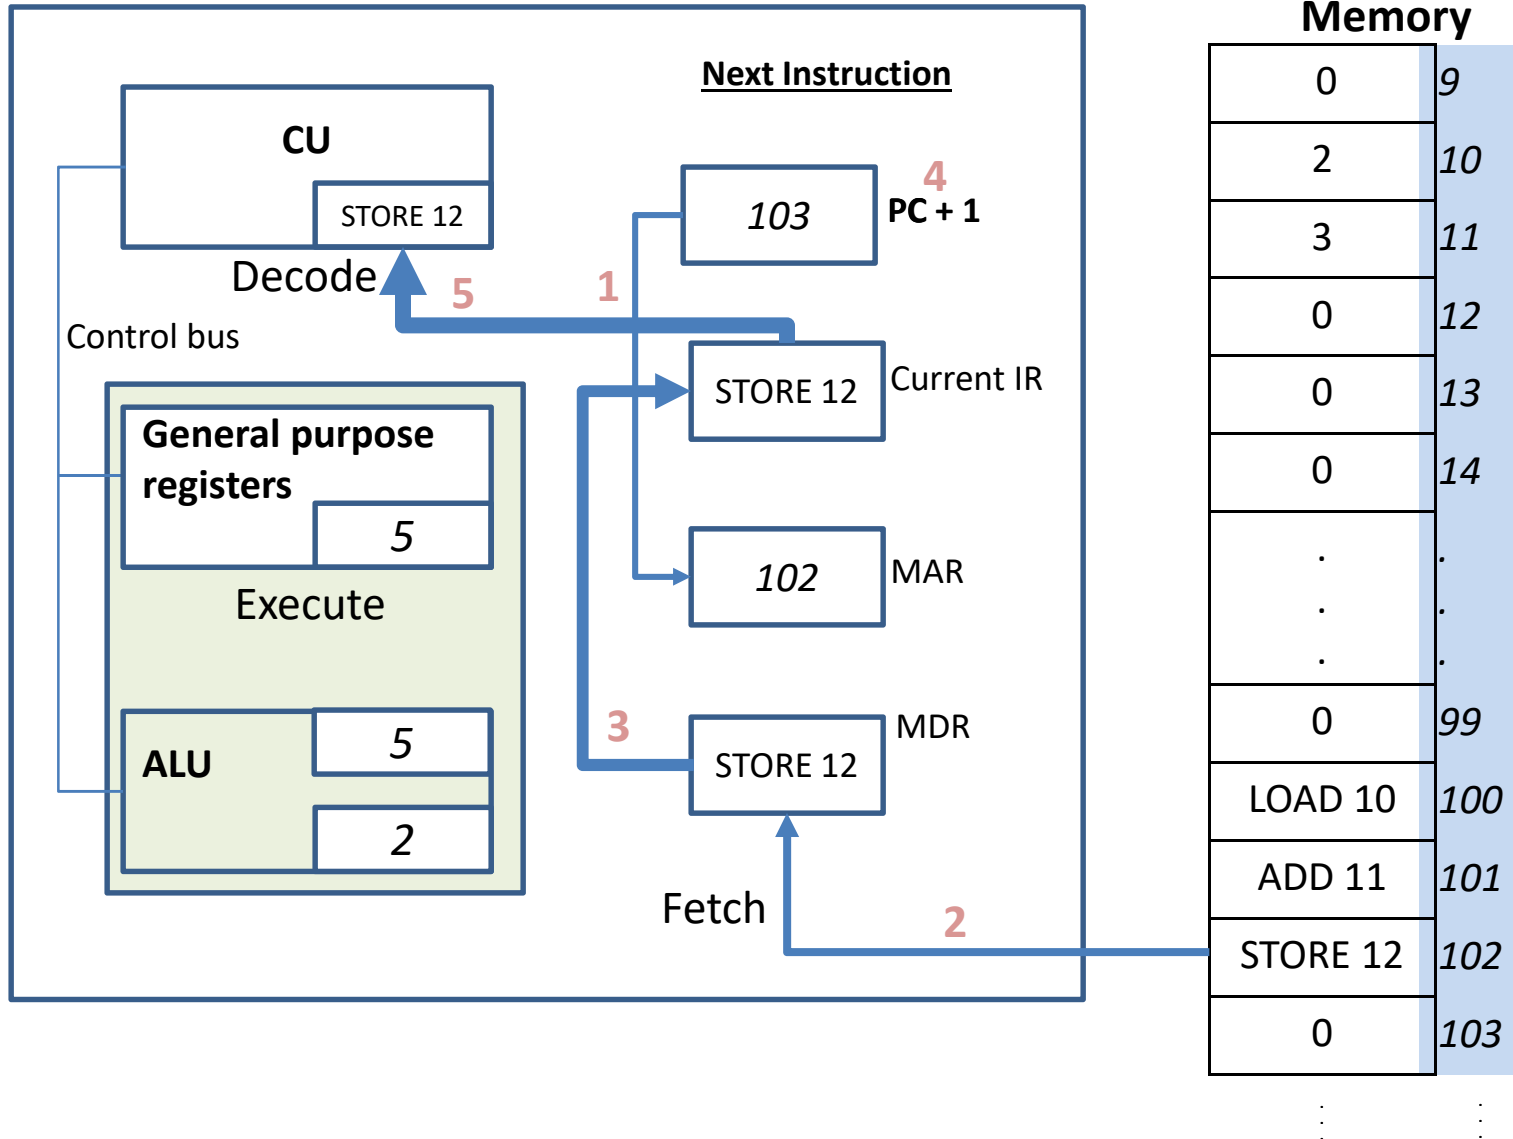 Memory
Next Instruction
CU
STORE 12
Decode
Control bus
General purpose
registers
5
Execute
ALU
5
2
4
103
PC + 1
1
5
STORE 12
Current IR
102
MAR
3
STORE 12
MDR
Fetch
2
0 9
2 10
3 11
0 12
0 13
0 14
. .
. .
. .
0 99
LOAD 10 100
ADD 11 101
STORE 12 102
0 103
. .
. .
. .